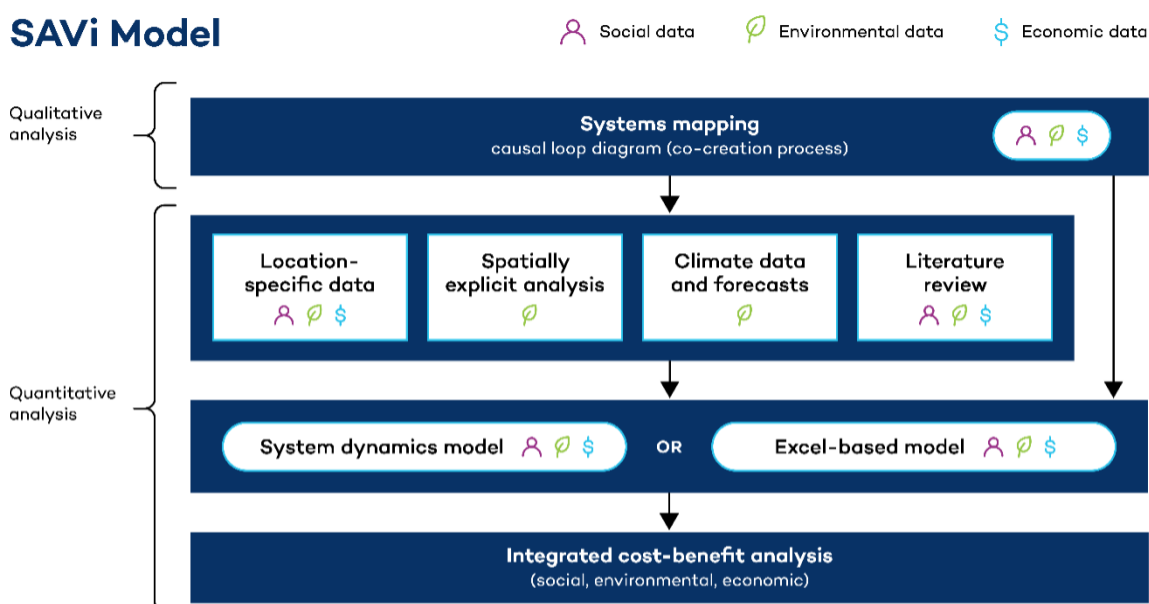 SAVi Model
Social data
Environmental data
$ Economic data
Qualitative
analysis
Systems mapping
causal loop diagram (co-creation process)
$
Quantitative
analysis
Location-
specific data
$
Spatially
explicit analysis
Climate data
and forecasts
Literature
review
$
System dynamics model $
OR
Excel-based model $
Integrated cost-benefit analysis
(social, environmental, economic)